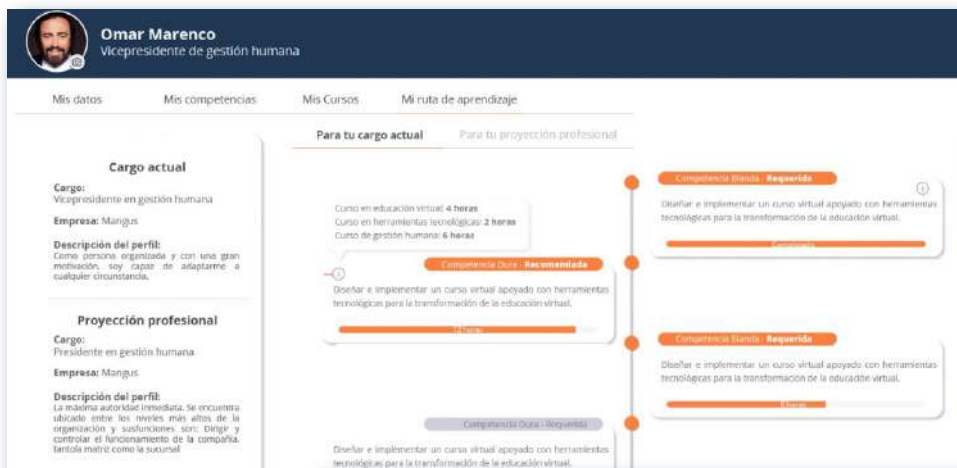 Omar Marenco
Vicepresidente de gestión humana
Mis datos
Mis competencias
Mis Cursos
Mi ruta de aprendizaje
Para tu cargo actual
Para tu proyección profesional
Cargo actual
Cargo:
Vicepresidente en gestión humana
Empresa: Mangus
Descripción del perfil:
Como persona organizada y con una gran
motivación, soy capaz de adaptarme a
cualquier circunstancia.
Proyección profesional
Cargo:
Presidente en gestión humana
Empresa: Mangus
Descripción del perfil:
La máxima autoridad inmediata. Se encuentra
ubicado entre los niveles más altos de la
organización y susfunciones son: Dirigir y
controlar el funcionamiento de la compañía,
tantola matriz como la sucursal
Curso en educación virtual: 4 horas
Curso en herramientas tecnológicas: 2 horas
Curso de gestión humana: 6 horas
Competencia Dura - Recomendada
Diseñar e implementar un curso virtual apoyado con herramientas
tecnológicas para la transformación de la educación virtual.
12 horas
Competencia Dura - Requerida
Diseñar e implementar un curso virtual apoyado con herramientas
tecnológicas para la transformación de la educación virtual.
Competencia Blanda - Requerida
Diseñar e implementar un curso virtual apoyado con herramientas
tecnológicas para la transformación de la educación virtual.
Completada
Competencia Blanda - Requerida
Diseñar e implementar un curso virtual apoyado con herramientas
tecnológicas para la transformación de la educación virtual.
horas